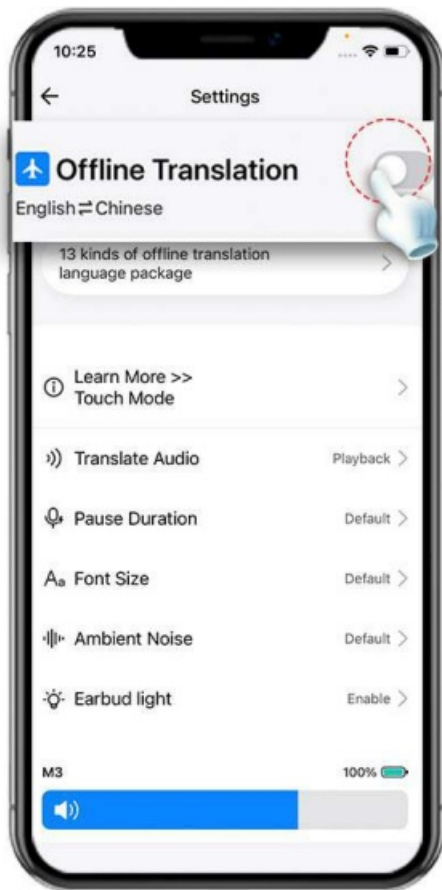 10:25
Settings
Offline Translation
English⇌Chinese
13 kinds of offline translation
language package
Learn More >>
Touch Mode
Translate Audio Playback >
Pause Duration Default >
Aa Font Size Default >
Ambient Noise Default >
Earbud light Enable >
M3 100%